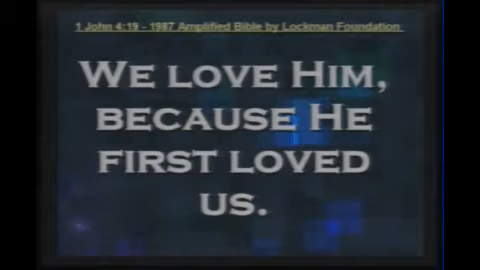 1 John 4:19 - 1987 Amplified Bible by Lockman Foundation
WE LOVE HIM,
BECAUSE HE
FIRST LOVED
US.